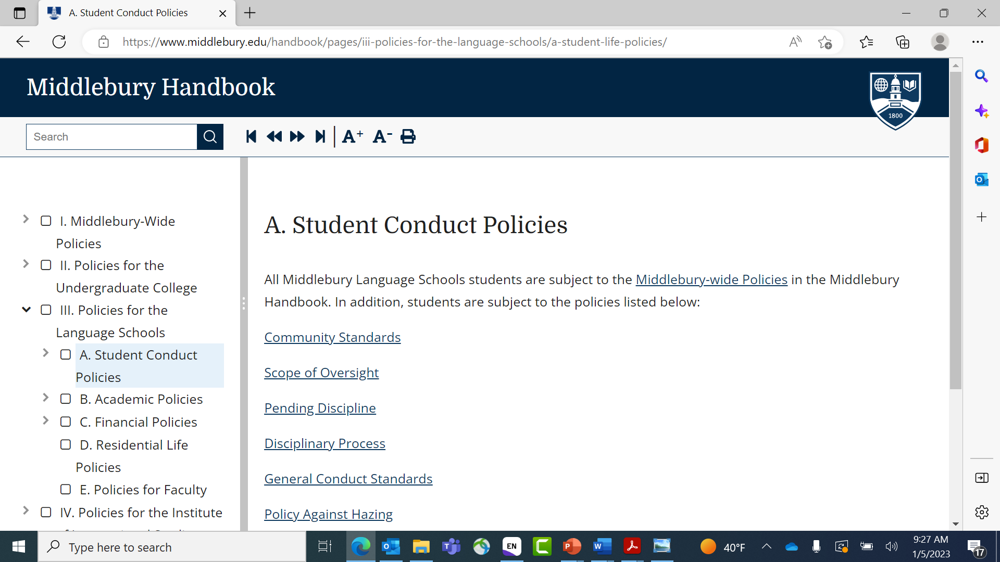 A. Student Conduct Policies
https://www.middlebury.edu/handbook/pages/iii-policies-for-the-language-schools/a-student-life-policies/
Middlebury Handbook
1800
Search
A+ A-
I. Middlebury-Wide
Policies
II. Policies for the
Undergraduate College
III. Policies for the
Language Schools
A. Student Conduct
Policies
B. Academic Policies
C. Financial Policies
D. Residential Life
Policies
E. Policies for Faculty
IV. Policies for the Institute
A. Student Conduct Policies
All Middlebury Language Schools students are subject to the Middlebury-wide Policies in the Middlebury
Handbook. In addition, students are subject to the policies listed below:
Community Standards
Scope of Oversight
Pending Discipline
Disciplinary Process
General Conduct Standards
Policy Against Hazing
Type here to search
EN
40°F
9:27 AM
1/5/2023
17